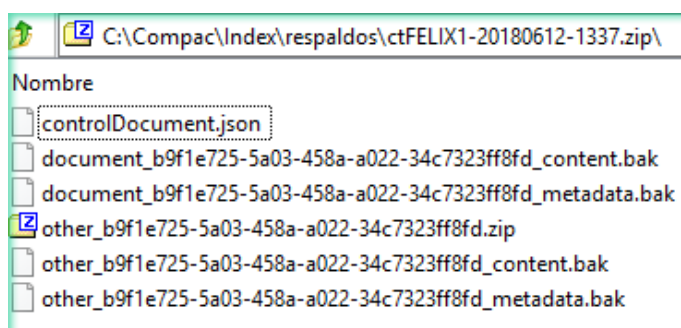 C:\Compac\Index\respaldos\ctFELIX1-20180612-1337.zip\
Nombre
controlDocument.json
document_b9f1e725-5a03-458a-a022-34c7323ff8fd_content.bak
document_b9f1e725-5a03-458a-a022-34c7323ff8fd_metadata.bak
other_b9f1e725-5a03-458a-a022-34c7323ff8fd.zip
other_b9f1e725-5a03-458a-a022-34c7323ff8fd_content.bak
other_b9f1e725-5a03-458a-a022-34c7323ff8fd_metadata.bak